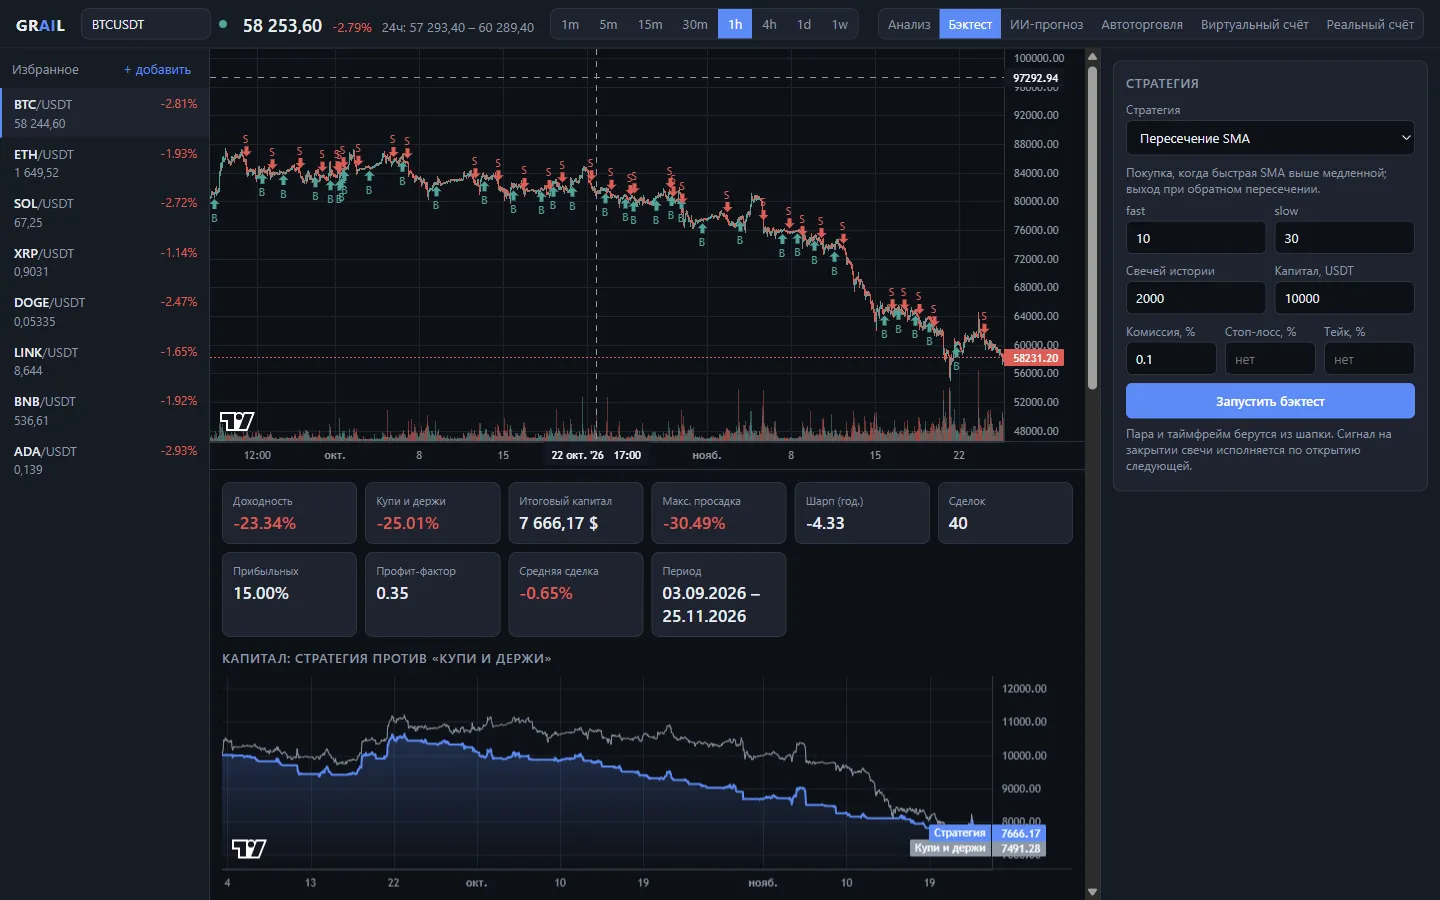 GRAIL
BTCUSDT
58 253,60 -2.79% 24ч: 57 293,40 – 60 289,40
1m 5m 15m 30m 1h 4h 1d 1w
Анализ Бэктест ИИ-прогноз Автоторговля Виртуальный счёт Реальный счёт
Избранное + добавить
BTC/USDT -2.81%
58 244,60
ETH/USDT -1.93%
1 649,52
SOL/USDT -2.72%
67,25
XRP/USDT -1.14%
0,9031
DOGE/USDT -2.47%
0,05335
LINK/USDT -1.65%
8,644
BNB/USDT -1.92%
536,61
ADA/USDT -2.93%
0,139
100000.00
97292.94
92000.00
88000.00
84000.00
80000.00
76000.00
72000.00
68000.00
64000.00
60000.00
58231.20
56000.00
52000.00
48000.00
12:00 окт. 8 15 22 окт. '26 17:00 нояб. 8 15 22
Доходность
-23.34%
Купи и держи
-25.01%
Итоговый капитал
7 666,17 $
Макс. просадка
-30.49%
Шарп (год.)
-4.33
Сделок
40
Прибыльных
15.00%
Профит-фактор
0.35
Средняя сделка
-0.65%
Период
03.09.2026 –
25.11.2026
КАПИТАЛ: СТРАТЕГИЯ ПРОТИВ «КУПИ И ДЕРЖИ»
12000.00
11000.00
10000.00
9000.00
8000.00
Стратегия 7666.17
Купи и держи 7491.28
4 13 22 окт. 10 19 нояб. 10 19
СТРАТЕГИЯ
Стратегия
Пересечение SMA
Покупка, когда быстрая SMA выше медленной;
выход при обратном пересечении.
fast slow
10 30
Свечей истории Капитал, USDT
2000 10000
Комиссия, % Стоп-лосс, % Тейк, %
0.1 нет нет
Запустить бэктест
Пара и таймфрейм берутся из шапки. Сигнал на
закрытии свечи исполняется по открытию
следующей.